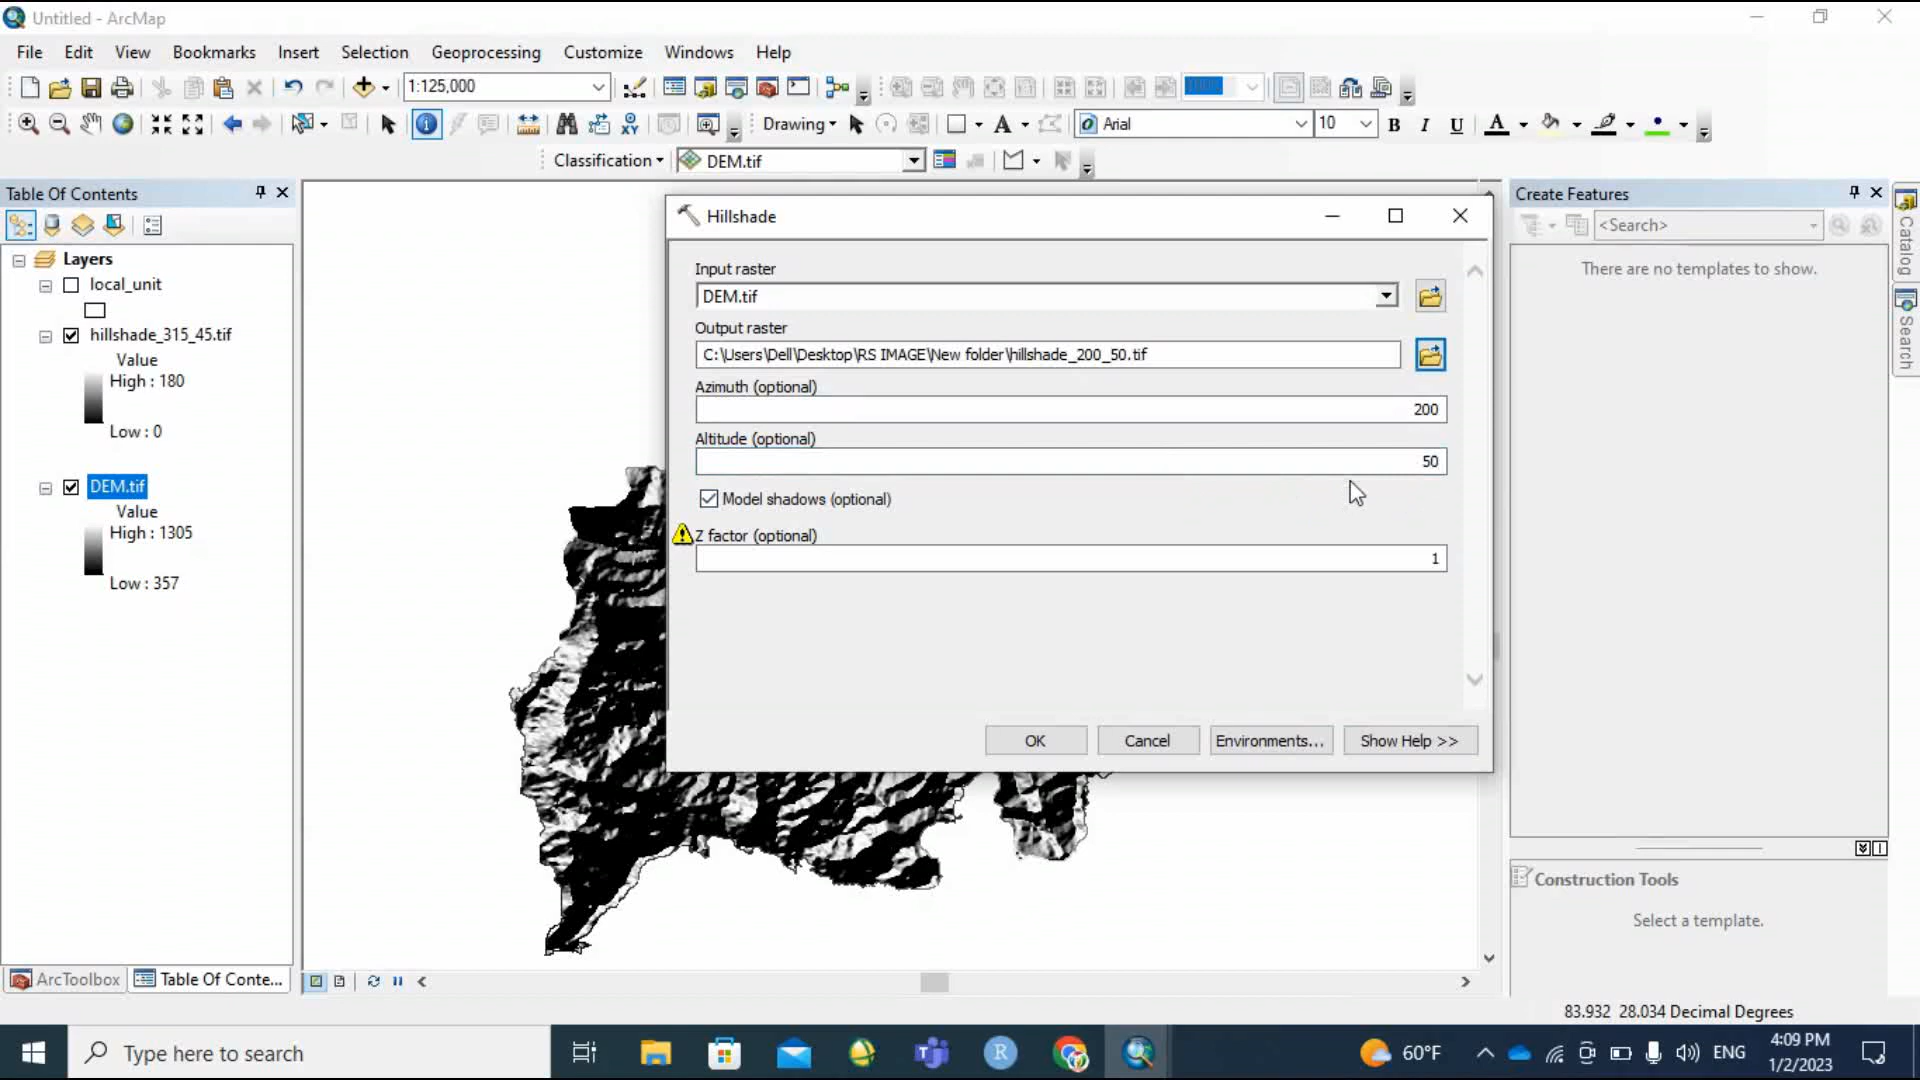 Untitled - ArcMap
File Edit View Bookmarks Insert Selection Geoprocessing Customize Windows Help
1:125,000
Drawing Arial 10 B I U A
Classification DEM.tif
Table Of Contents
Layers
local_unit
hillshade_315_45.tif
Value
High : 180
Low : 0
DEM.tif
Value
High : 1305
Low : 357
ArcToolbox Table Of Conte...
Hillshade
Input raster
DEM.tif
Output raster
C:\Users\Dell\Desktop\RS IMAGE\New folder\hillshade_200_50.tif
Azimuth (optional)
200
Altitude (optional)
50
Model shadows (optional)
Z factor (optional)
1
OK Cancel Environments... Show Help >>
Create Features
<Search>
There are no templates to show.
Construction Tools
Select a template.
Catalog
Search
83.932 28.034 Decimal Degrees
Type here to search
60°F
ENG
4:09 PM
1/2/2023